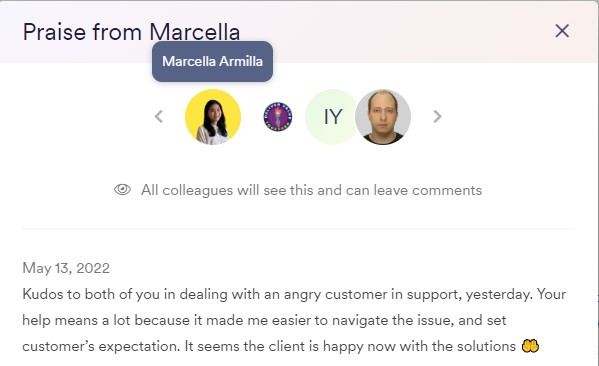 Praise from Marcella
Marcella Armilla
IY
All colleagues will see this and can leave comments
May 13, 2022
Kudos to both of you in dealing with an angry customer in support, yesterday. Your
help means a lot because it made me easier to navigate the issue, and set
customer’s expectation. It seems the client is happy now with the solutions